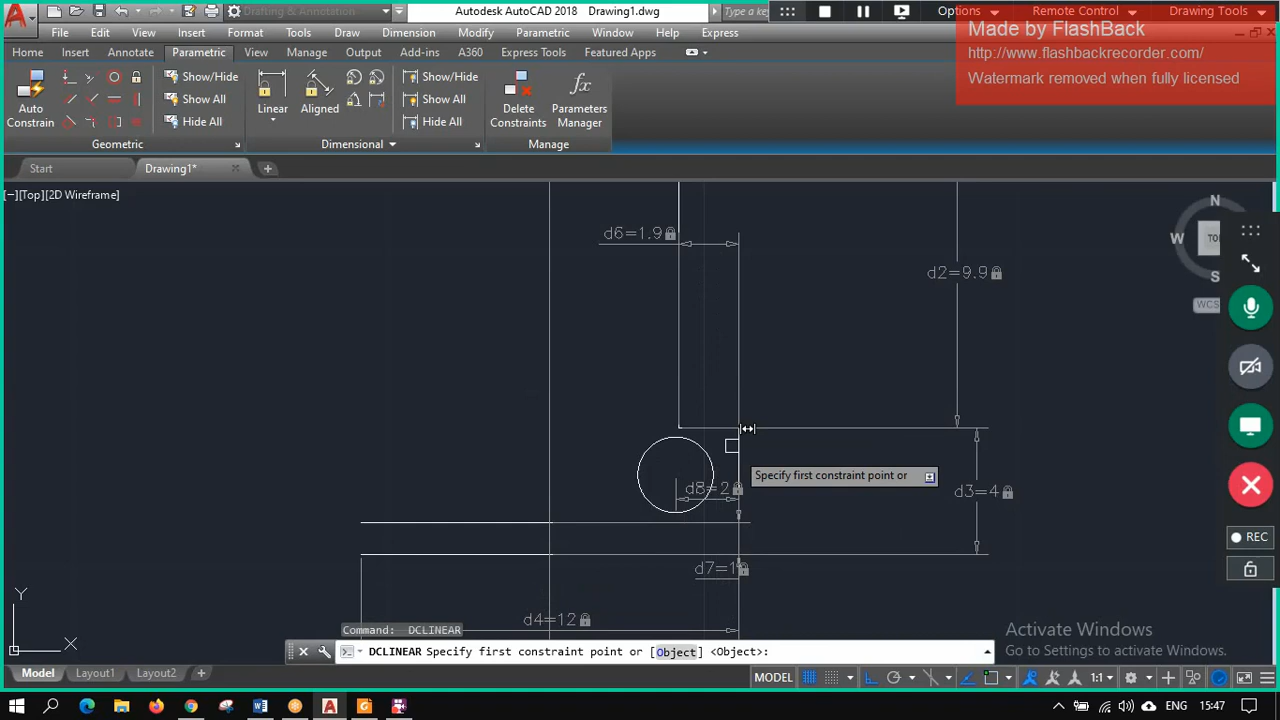 Drafting & Annotation
Autodesk AutoCAD 2018 Drawing1.dwg
Type a ke
Options
Remote Control
Drawing Tools
File Edit View Insert Format Tools Draw Dimension Modify Parametric Window Help Express
Made by FlashBack
http://www.flashbackrecorder.com/
Watermark removed when fully licensed
Home Insert Annotate Parametric View Manage Output Add-ins A360 Express Tools Featured Apps
Auto
Constrain
Show/Hide
Show All
Hide All
Linear
Aligned
Show/Hide
Show All
Hide All
Delete
Constraints
fx
Parameters
Manager
Geometric
Dimensional
Manage
Start
Drawing1*
[−][Top][2D Wireframe]
N
W
TO
S
WCS
d6=1.9
d2=9.9
Specify first constraint point or
d8=2
d3=4
d7=1
d4=12
REC
Y
X
Command: DCLINEAR
DCLINEAR Specify first constraint point or [Object] <Object>:
Activate Windows
Go to Settings to activate Windows.
Model Layout1 Layout2
MODEL
1:1
ENG 15:47